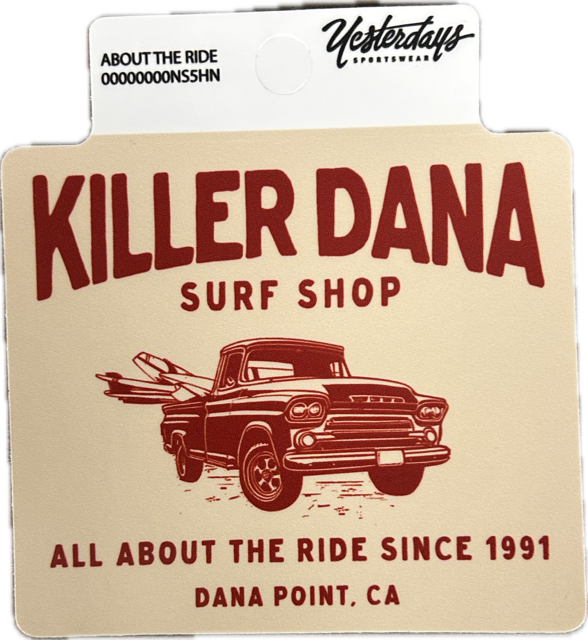 ABOUT THE RIDE
00000000NS5HN
Yesterdays
SPORTSWEAR
KILLER DANA
SURF SHOP
ALL ABOUT THE RIDE SINCE 1991
DANA POINT, CA